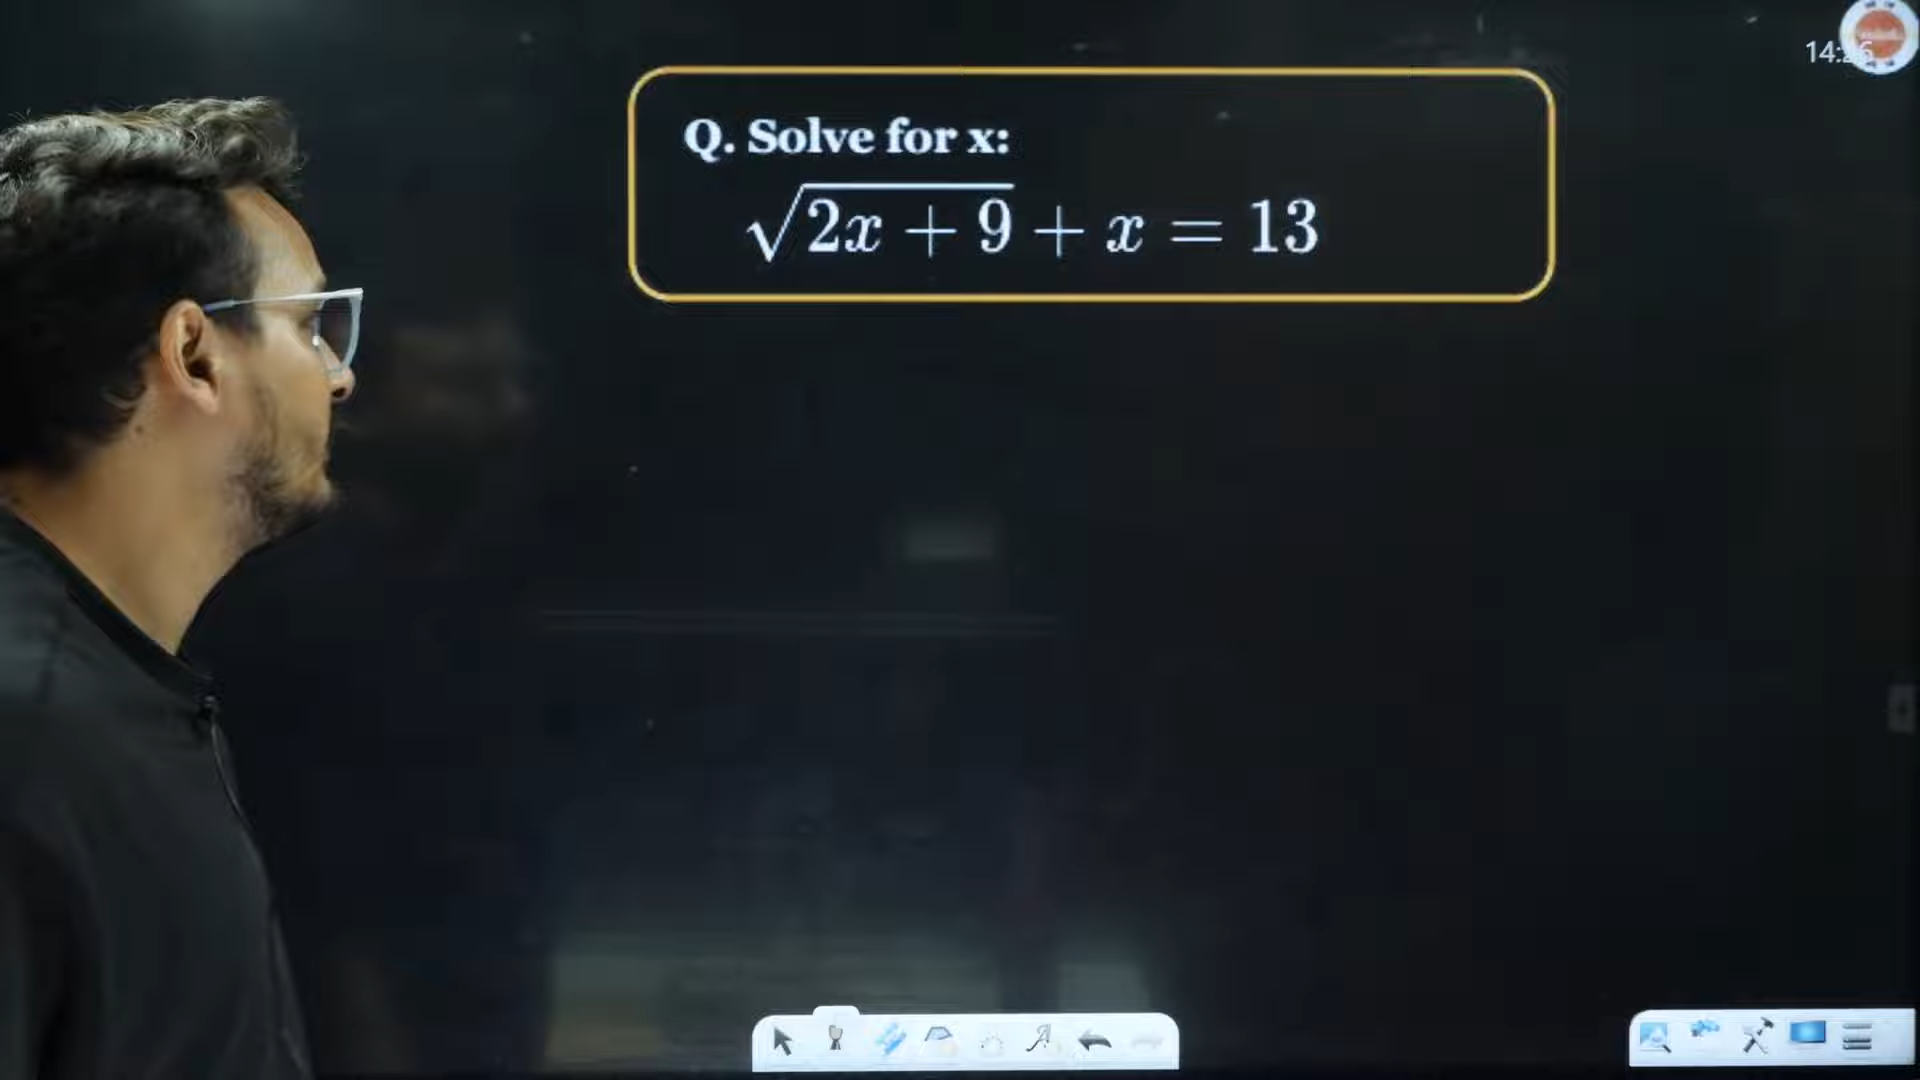 Q. Solve for x:
√(2x + 9) + x = 13